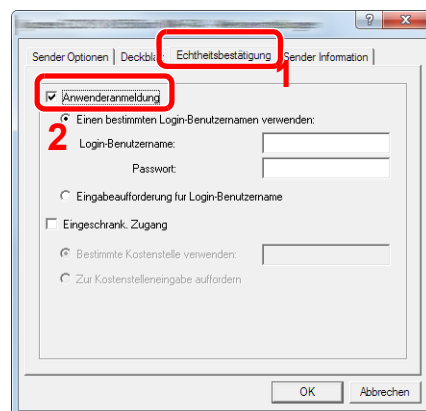 Sender Optionen
Echtheitsbestätigung
Sender Information
1
Anwenderanmeldung
2
Einen bestimmten Login-Benutzernamen verwenden:
Login-Benutzername:
Passwort:
Eingabeaufforderung fur Login-Benutzername
Eingeschrank. Zugang
Bestimmte Kostenstelle verwenden:
Zur Kostenstelleneingabe auffordern
OK
Abbrechen